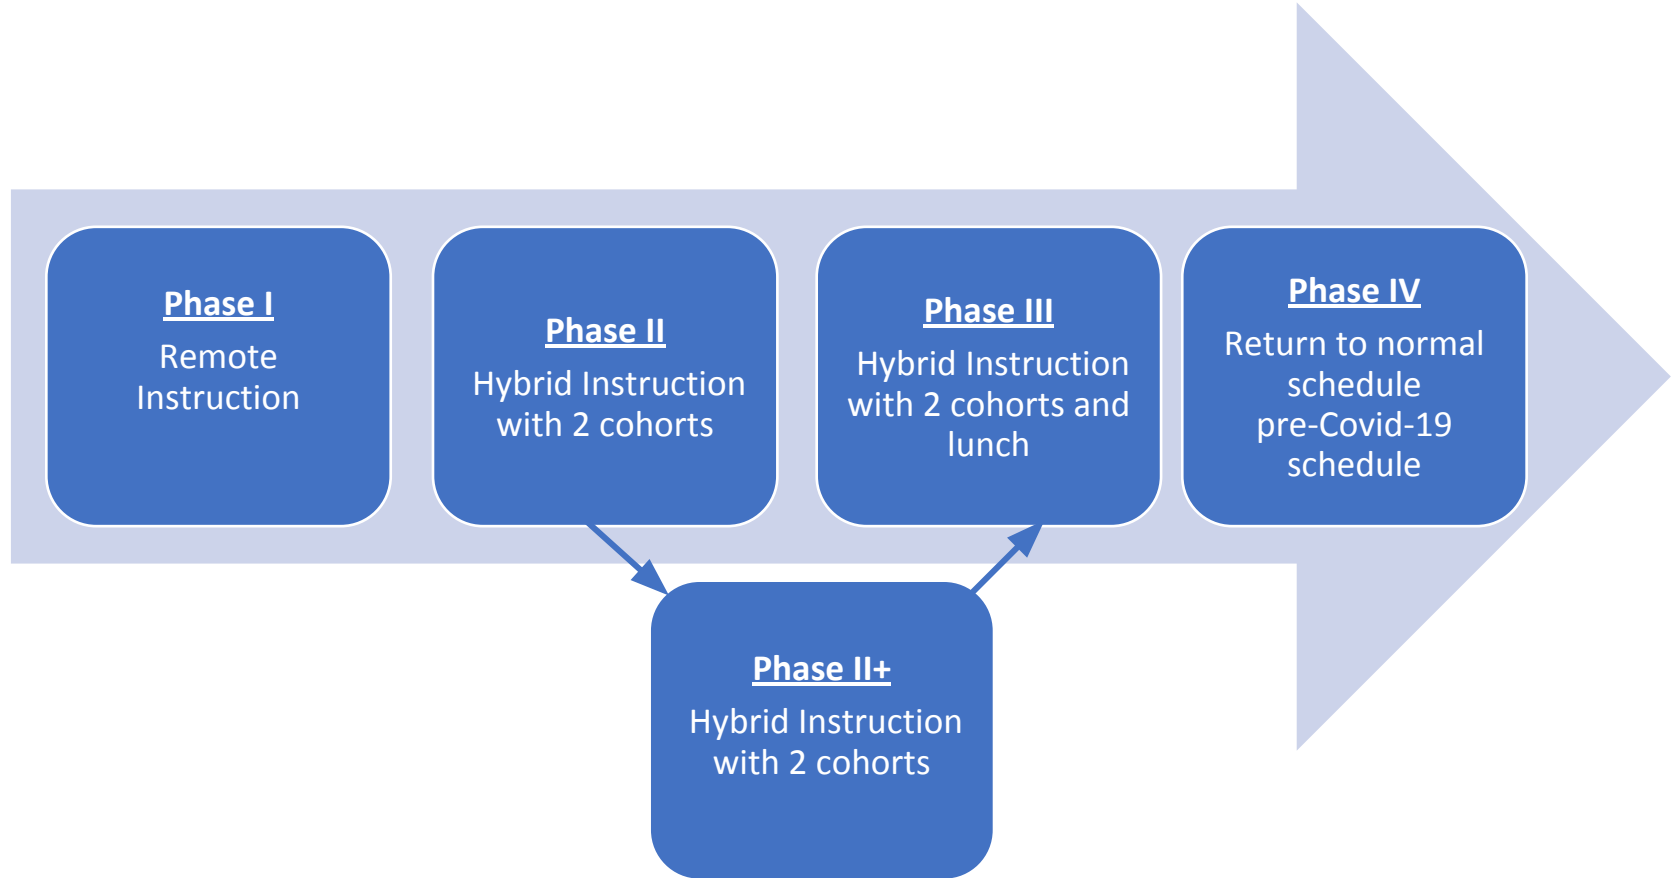 Phase I
Remote
Instruction
Phase II
Hybrid Instruction
with 2 cohorts
Phase III
Hybrid Instruction
with 2 cohorts and
lunch
Phase IV
Return to normal
schedule
pre-Covid-19
schedule
Phase II+
Hybrid Instruction
with 2 cohorts